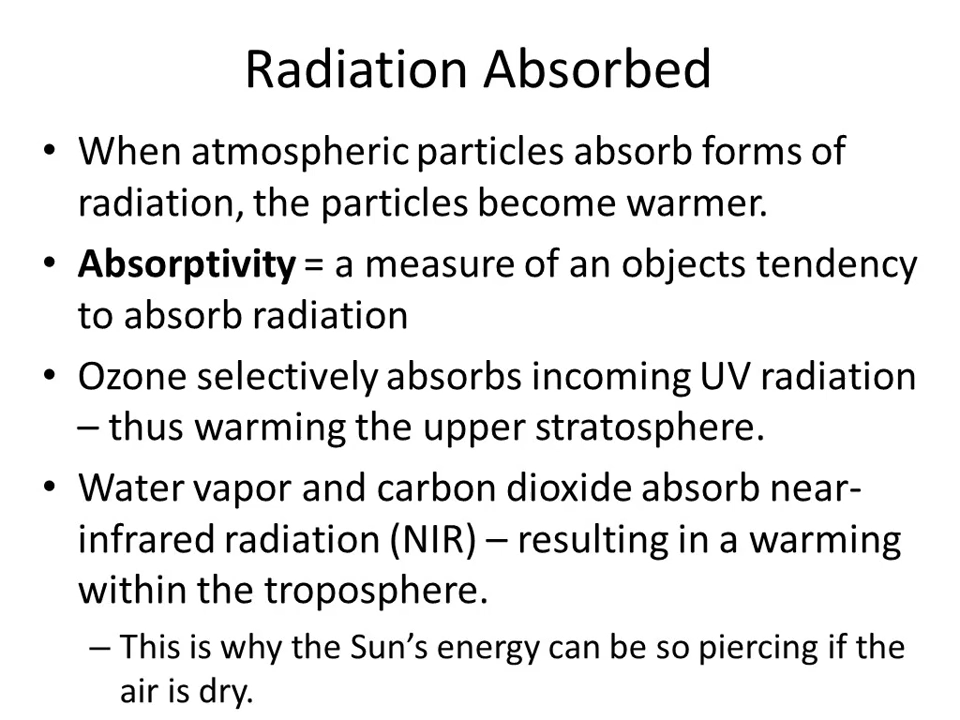 Radiation Absorbed
• When atmospheric particles absorb forms of
radiation, the particles become warmer.
• Absorptivity = a measure of an objects tendency
to absorb radiation
• Ozone selectively absorbs incoming UV radiation
– thus warming the upper stratosphere.
• Water vapor and carbon dioxide absorb near-
infrared radiation (NIR) – resulting in a warming
within the troposphere.
– This is why the Sun’s energy can be so piercing if the
air is dry.